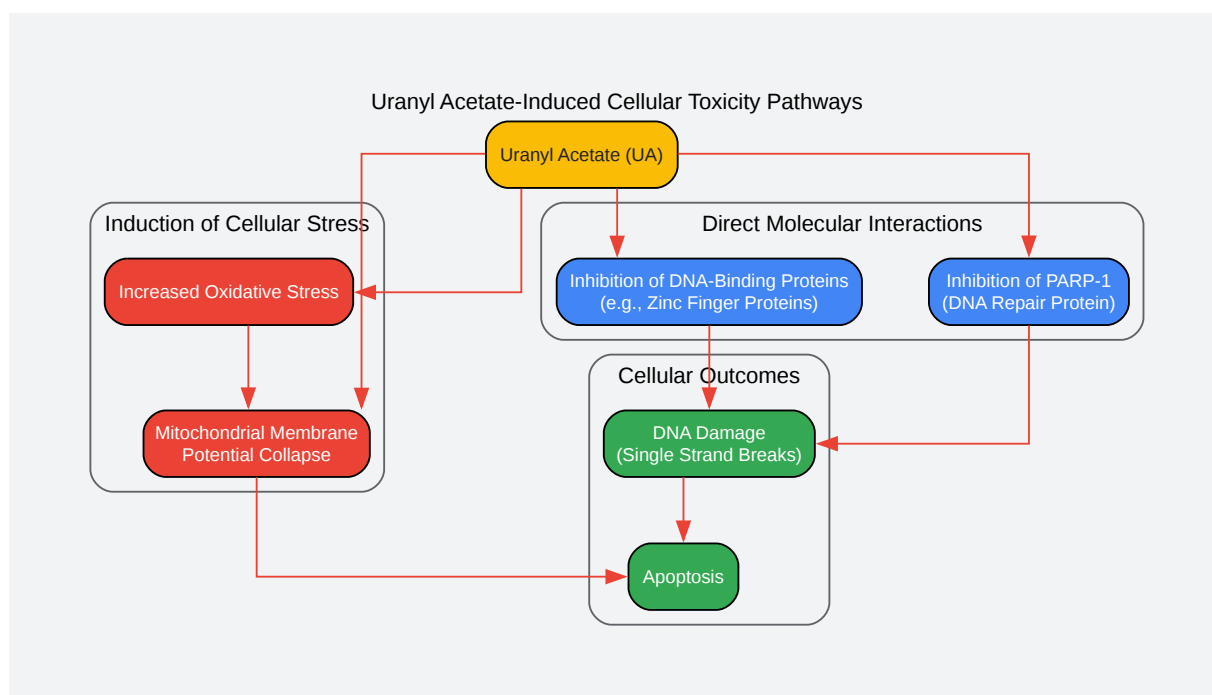 Uranyl Acetate-Induced Cellular Toxicity Pathways
Uranyl Acetate (UA)
Induction of Cellular Stress
Direct Molecular Interactions
Increased Oxidative Stress
Inhibition of DNA-Binding Proteins
(e.g., Zinc Finger Proteins)
Inhibition of PARP-1
(DNA Repair Protein)
Cellular Outcomes
Mitochondrial Membrane
Potential Collapse
DNA Damage
(Single Strand Breaks)
Apoptosis